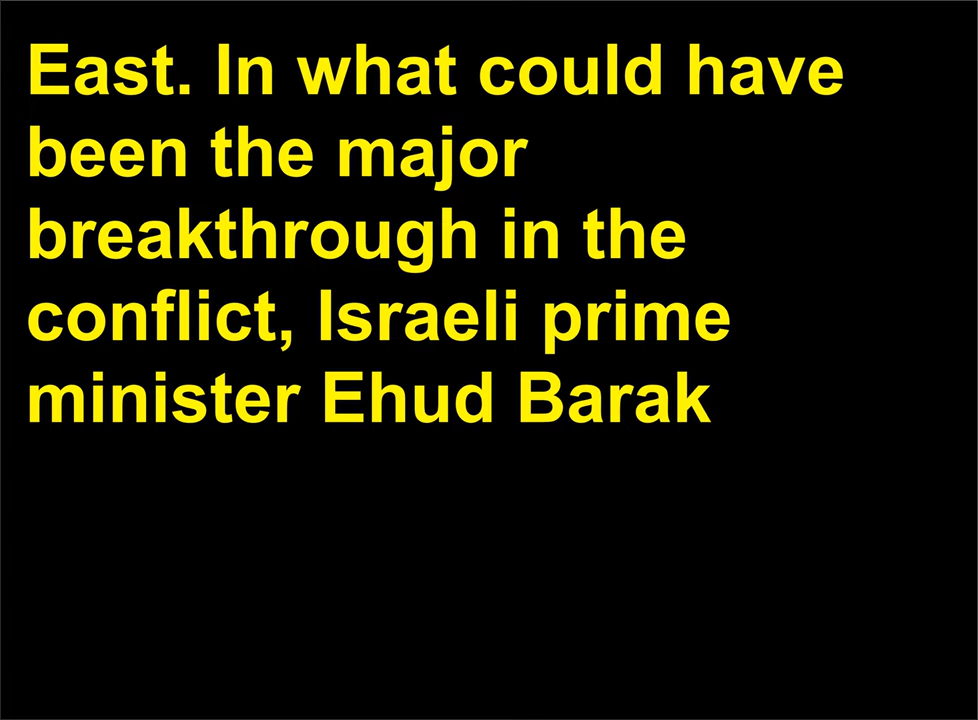 East. In what could have
been the major
breakthrough in the
conflict, Israeli prime
minister Ehud Barak